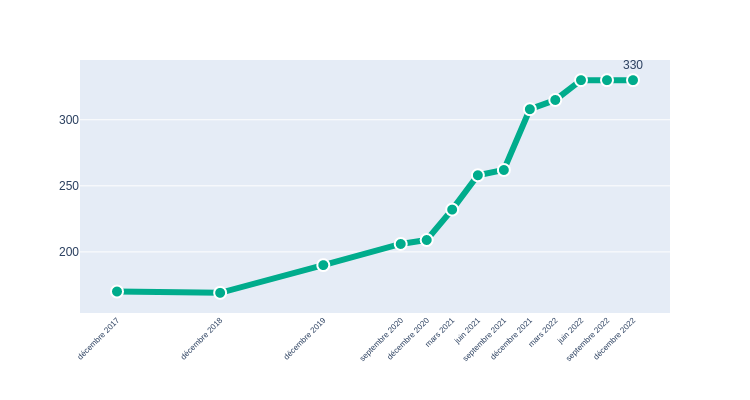 330
300
250
200
décembre 2017
décembre 2018
décembre 2019
septembre 2020
décembre 2020
mars 2021
juin 2021
septembre 2021
décembre 2021
mars 2022
juin 2022
septembre 2022
décembre 2022